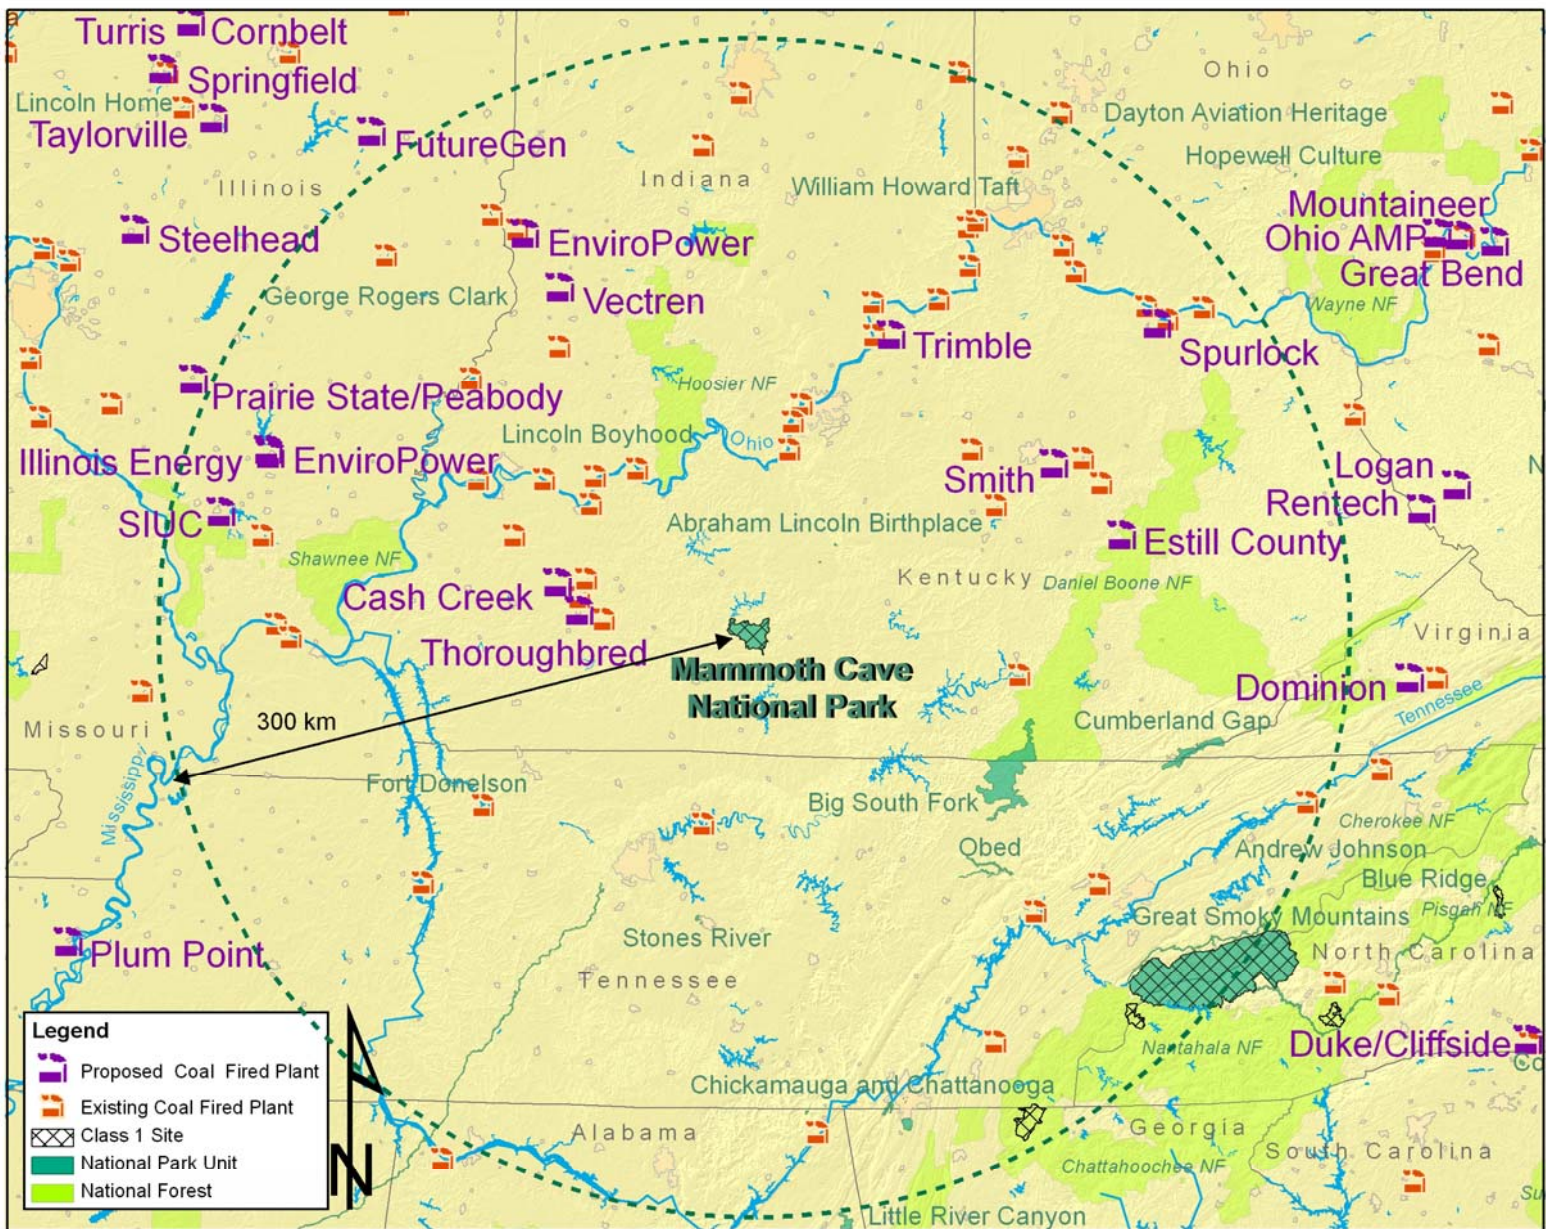 a
Turris
Cornbelt
Springfield
Ohio
Lincoln Home
Dayton Aviation Heritage
Taylorville
FutureGen
Hopewell Culture
Illinois
Indiana
William Howard Taft
Mountaineer
Steelhead
EnviroPower
Ohio AMP
Great Bend
George Rogers Clark
Vectren
Wayne NF
Trimble
Spurlock
Hoosier NF
Prairie State/Peabody
Lincoln Boyhood
Ohio
Illinois Energy
EnviroPower
Smith
Logan
N
Rentech
SIUC
Abraham Lincoln Birthplace
Estill County
Shawnee NF
Kentucky
Daniel Boone NF
Cash Creek
Virginia
Thoroughbred
Mammoth Cave
National Park
Dominion
Tennessee
300 km
Missouri
Cumberland Gap
Mississippi
Fort Donelson
Big South Fork
Cherokee NF
Obed
Andrew Johnson
Blue Ridge
Great Smoky Mountains
Pisgah NF
Plum Point
Stones River
North Carolina
Tennessee
Legend
Proposed Coal Fired Plant
Existing Coal Fired Plant
Class 1 Site
National Park Unit
National Forest
N
Duke/Cliffside
Nantahala NF
Co
Chickamauga and Chattanooga
Alabama
Georgia
South Carolina
Chattahoochee NF
Su
Little River Canyon